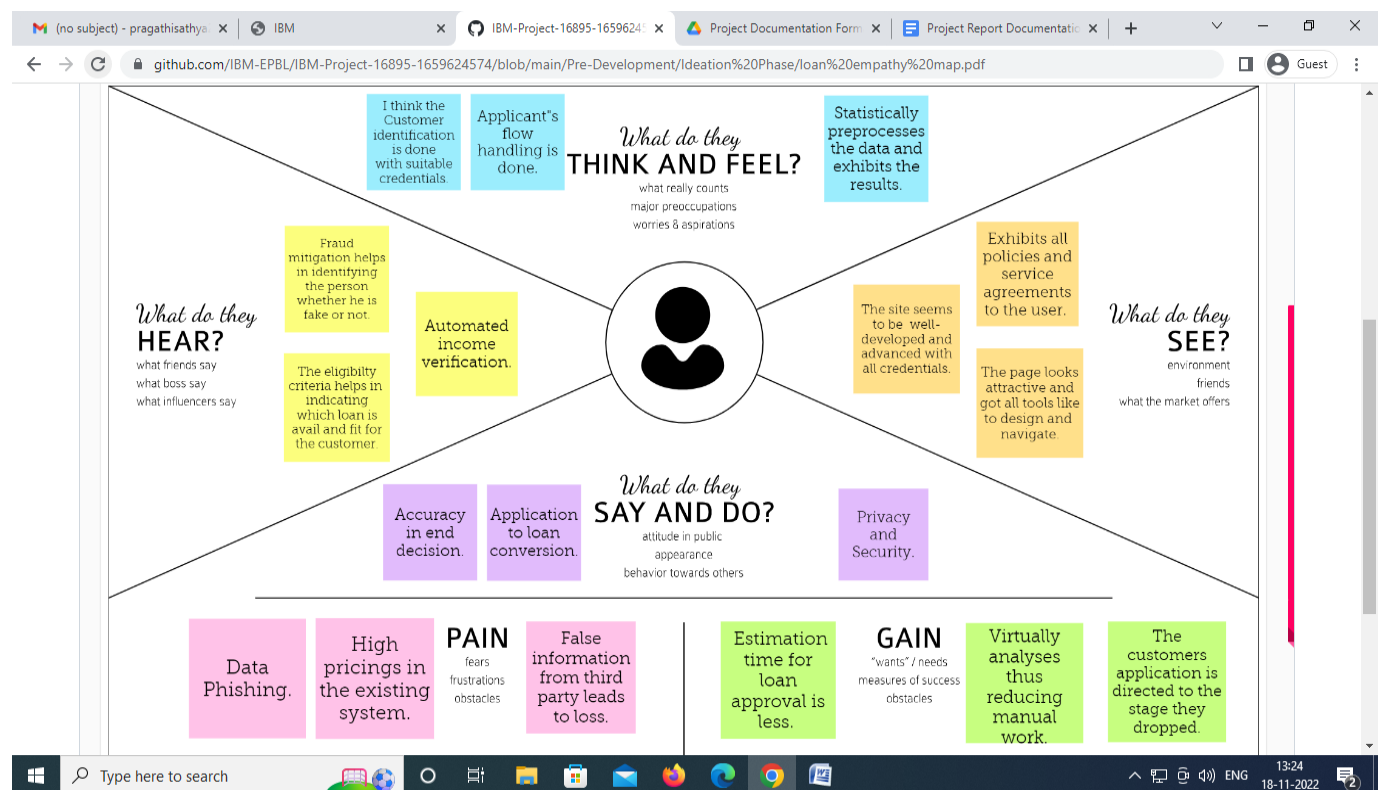 (no subject) - pragathisathya
IBM
IBM-Project-16895-16596245
Project Documentation Form
Project Report Documentatio
github.com/IBM-EPBL/IBM-Project-16895-1659624574/blob/main/Pre-Development/Ideation%20Phase/loan%20empathy%20map.pdf
Guest
I think the
Customer
identification
is done
with suitable
credentials.
Applicant"s
flow
handling is
done.
What do they
THINK AND FEEL?
what really counts
major preoccupations
worries & aspirations
Statistically
preprocesses
the data and
exhibits the
results.
What do they
HEAR?
what friends say
what boss say
what influencers say
Fraud
mitigation helps
in identifying
the person
whether he is
fake or not.
Automated
income
verification.
The eligibilty
criteria helps in
indicating
which loan is
avail and fit for
the customer.
The site seems
to be well-
developed and
advanced with
all credentials.
Exhibits all
policies and
service
agreements
to the user.
The page looks
attractive and
got all tools like
to design and
navigate.
What do they
SEE?
environment
friends
what the market offers
Accuracy
in end
decision.
Application
to loan
conversion.
What do they
SAY AND DO?
attitude in public
appearance
behavior towards others
Privacy
and
Security.
Data
Phishing.
High
pricings in
the existing
system.
PAIN
fears
frustrations
obstacles
False
information
from third
party leads
to loss.
Estimation
time for
loan
approval is
less.
GAIN
"wants" / needs
measures of success
obstacles
Virtually
analyses
thus
reducing
manual
work.
The
customers
application is
directed to the
stage they
dropped.
Type here to search
ENG
13:24
18-11-2022
2